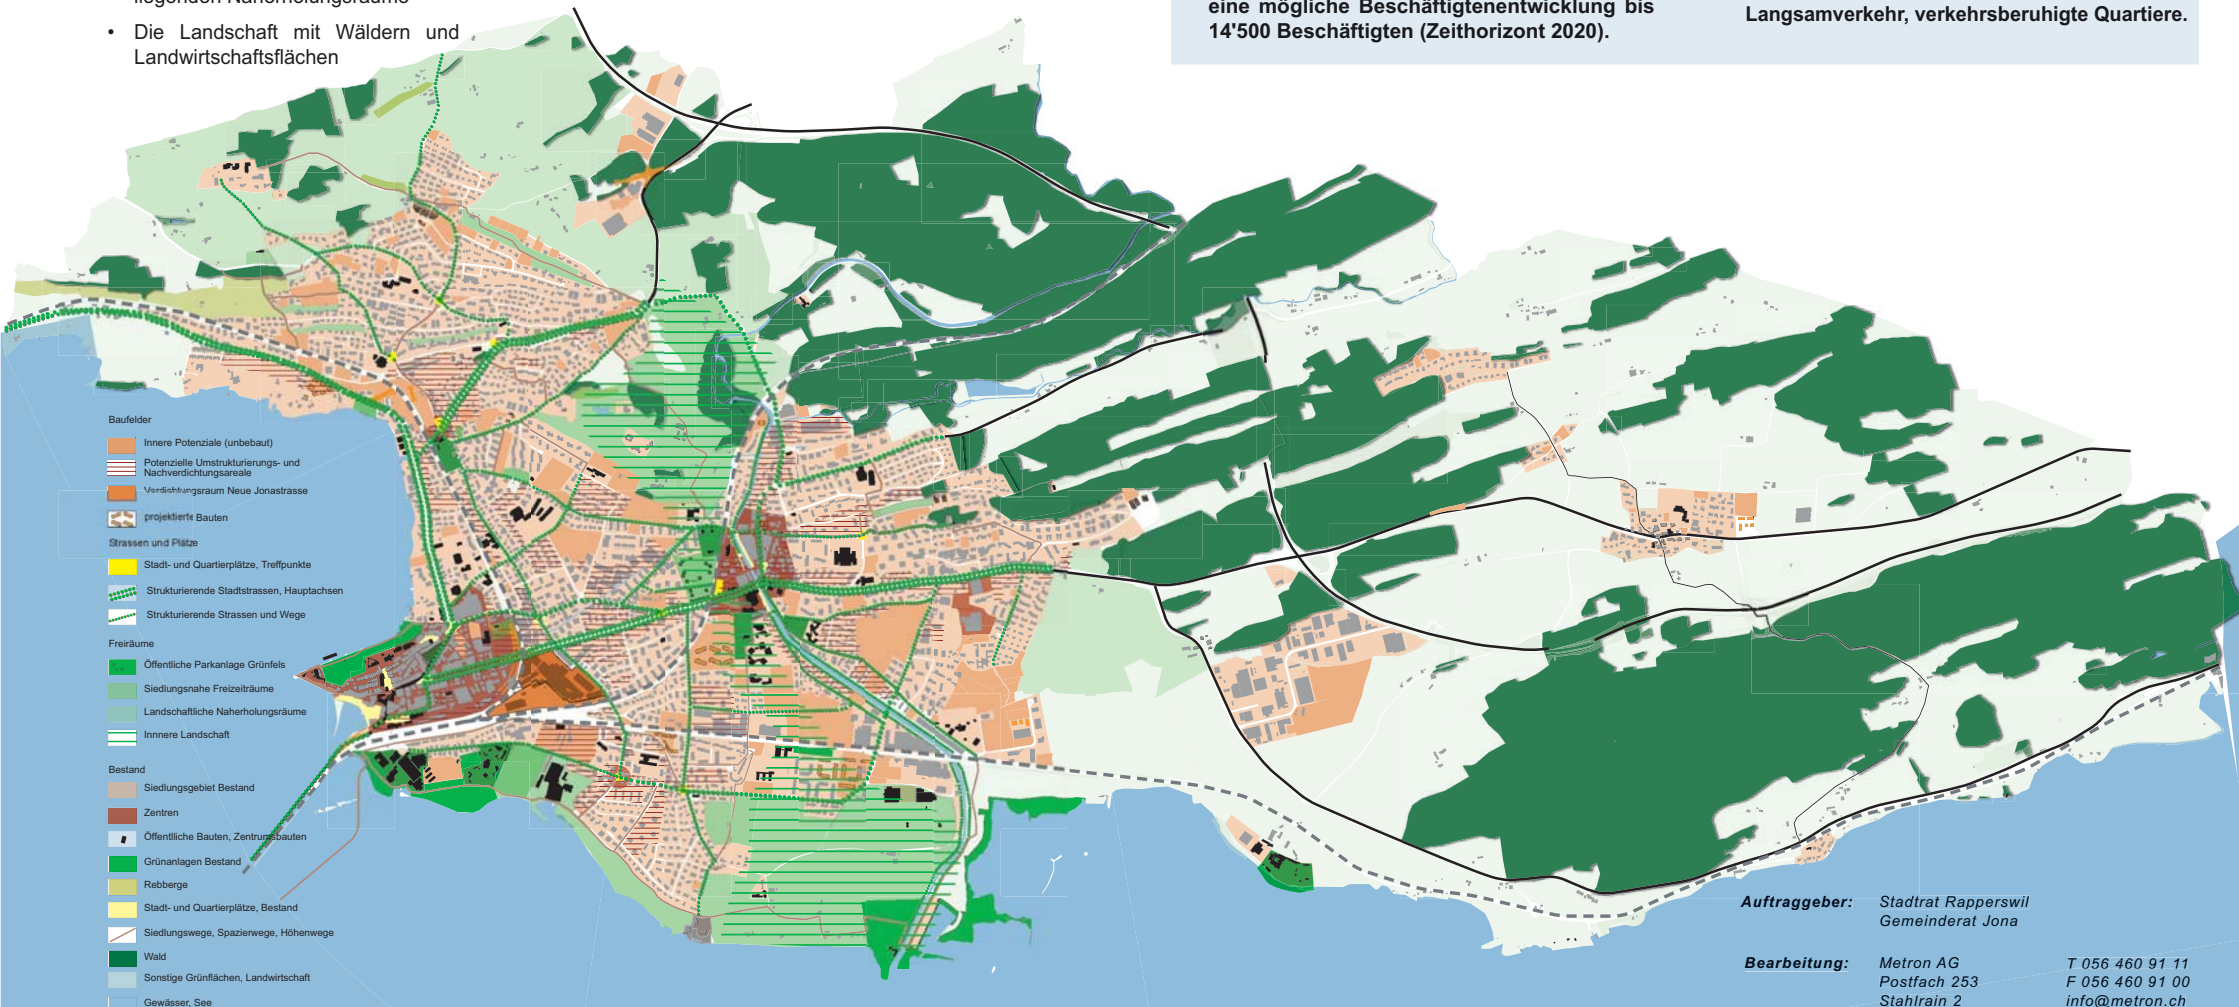 liegenden Naherholungsräume
• Die Landschaft mit Wäldern und
Landwirtschaftsflächen
eine mögliche Beschäftigtenentwicklung bis
14'500 Beschäftigten (Zeithorizont 2020).
Langsamverkehr, verkehrsberuhigte Quartiere.
Baufelder
Innere Potenziale (unbebaut)
Potenzielle Umstrukturierungs- und
Nachverdichtungsareale
Verdichtungsraum Neue Jonastrasse
projektierte Bauten
Strassen und Plätze
Stadt- und Quartierplätze, Treffpunkte
Strukturierende Stadtstrassen, Hauptachsen
Strukturierende Strassen und Wege
Freiräume
Öffentliche Parkanlage Grünfels
Siedlungsnahe Freizeiträume
Landschaftliche Naherholungsräume
Innnere Landschaft
Bestand
Siedlungsgebiet Bestand
Zentren
Öffentlliche Bauten, Zentrumsbauten
Grünanlagen Bestand
Rebberge
Stadt- und Quartierplätze, Bestand
Siedlungswege, Spazierwege, Höhenwege
Wald
Sonstige Grünflächen, Landwirtschaft
Gewässer, See
Auftraggeber: Stadtrat Rapperswil
Gemeinderat Jona
Bearbeitung: Metron AG T 056 460 91 11
Postfach 253 F 056 460 91 00
Stahlrain 2 info@metron.ch